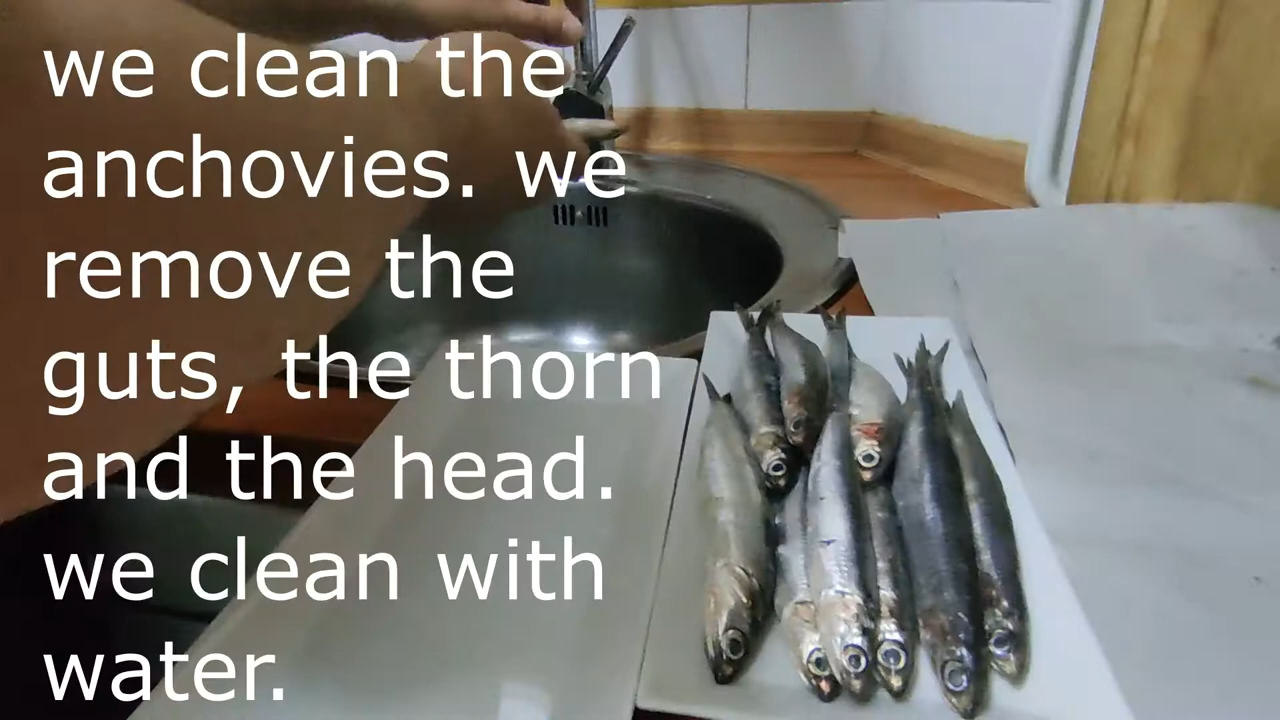 we clean the
anchovies. we
remove the
guts, the thorn
and the head.
we clean with
water.